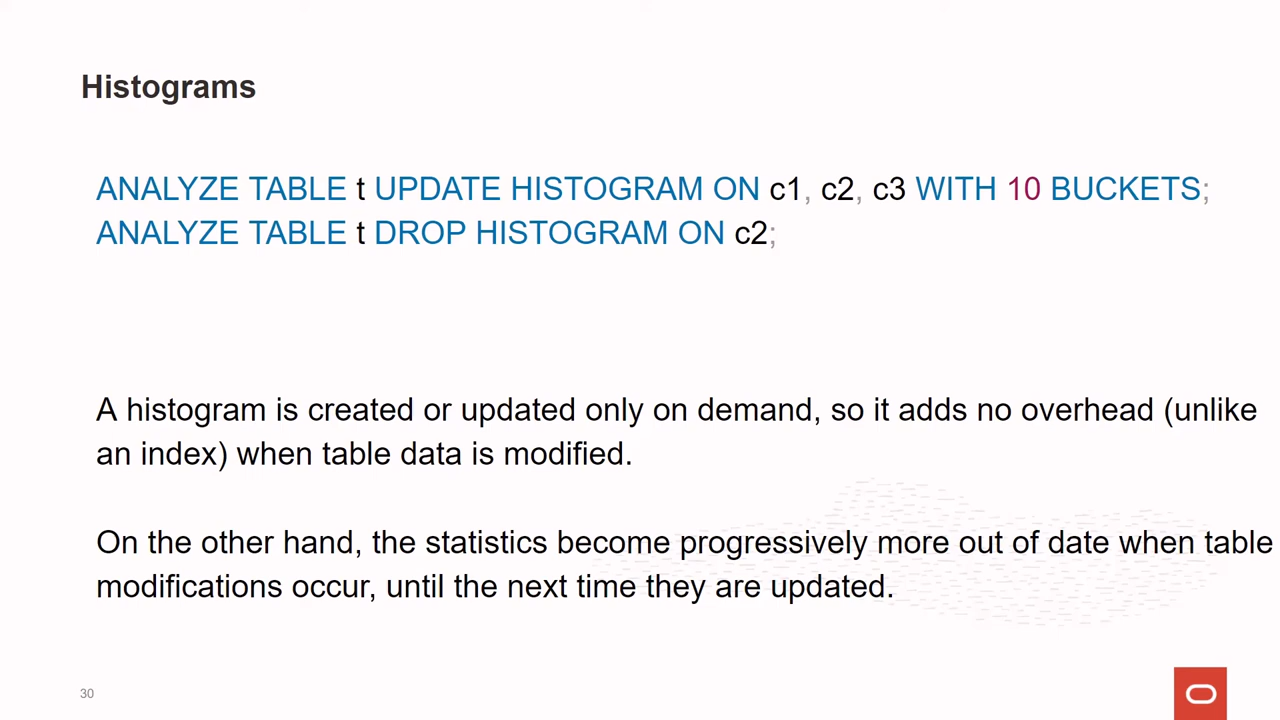 Histograms
ANALYZE TABLE t UPDATE HISTOGRAM ON c1, c2, c3 WITH 10 BUCKETS;
ANALYZE TABLE t DROP HISTOGRAM ON c2;
A histogram is created or updated only on demand, so it adds no overhead (unlike
an index) when table data is modified.
On the other hand, the statistics become progressively more out of date when table
modifications occur, until the next time they are updated.
30